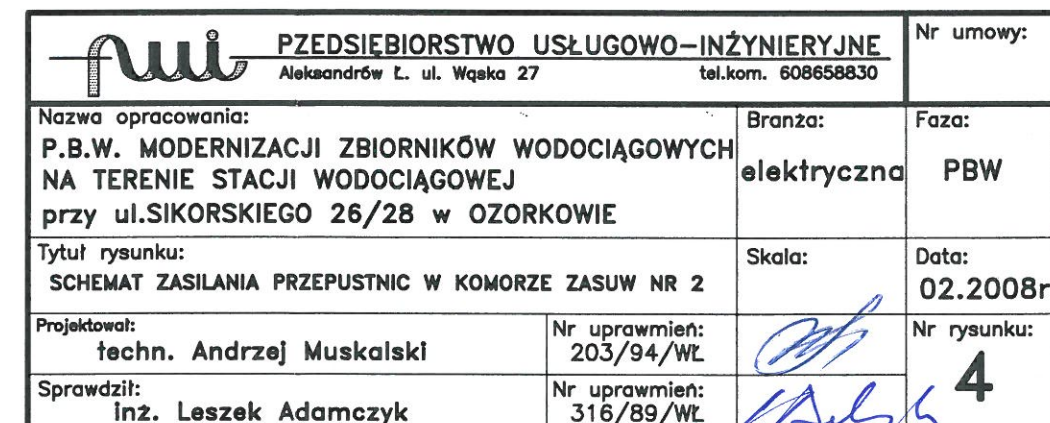 PZEDSIĘBIORSTWO USŁUGOWO-INŻYNIERYJNE
Aleksandrów Ł. ul. Wąska 27 tel.kom. 608658830
Nr umowy:
Nazwa opracowania:
P.B.W. MODERNIZACJI ZBIORNIKÓW WODOCIĄGOWYCH
NA TERENIE STACJI WODOCIĄGOWEJ
przy ul.SIKORSKIEGO 26/28 w OZORKOWIE
Branża:
elektryczna
Faza:
PBW
Tytuł rysunku:
SCHEMAT ZASILANIA PRZEPUSTNIC W KOMORZE ZASUW NR 2
Skala:
Data:
02.2008r
Projektował:
techn. Andrzej Muskalski
Nr uprawmień:
203/94/WŁ
Nr rysunku:
4
Sprawdził:
inż. Leszek Adamczyk
Nr uprawmień:
316/89/WŁ